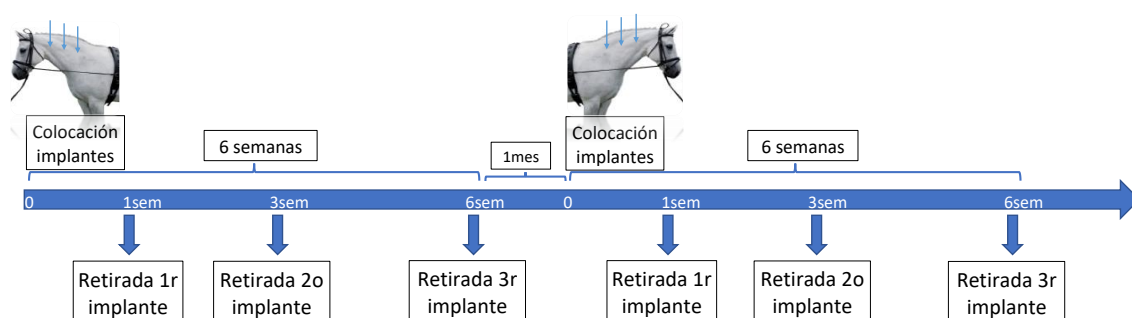 Colocación
implantes
6 semanas
1mes
Colocación
implantes
6 semanas
0
1sem
3sem
6sem
0
1sem
3sem
6sem
Retirada 1r
implante
Retirada 2o
implante
Retirada 3r
implante
Retirada 1r
implante
Retirada 2o
implante
Retirada 3r
implante